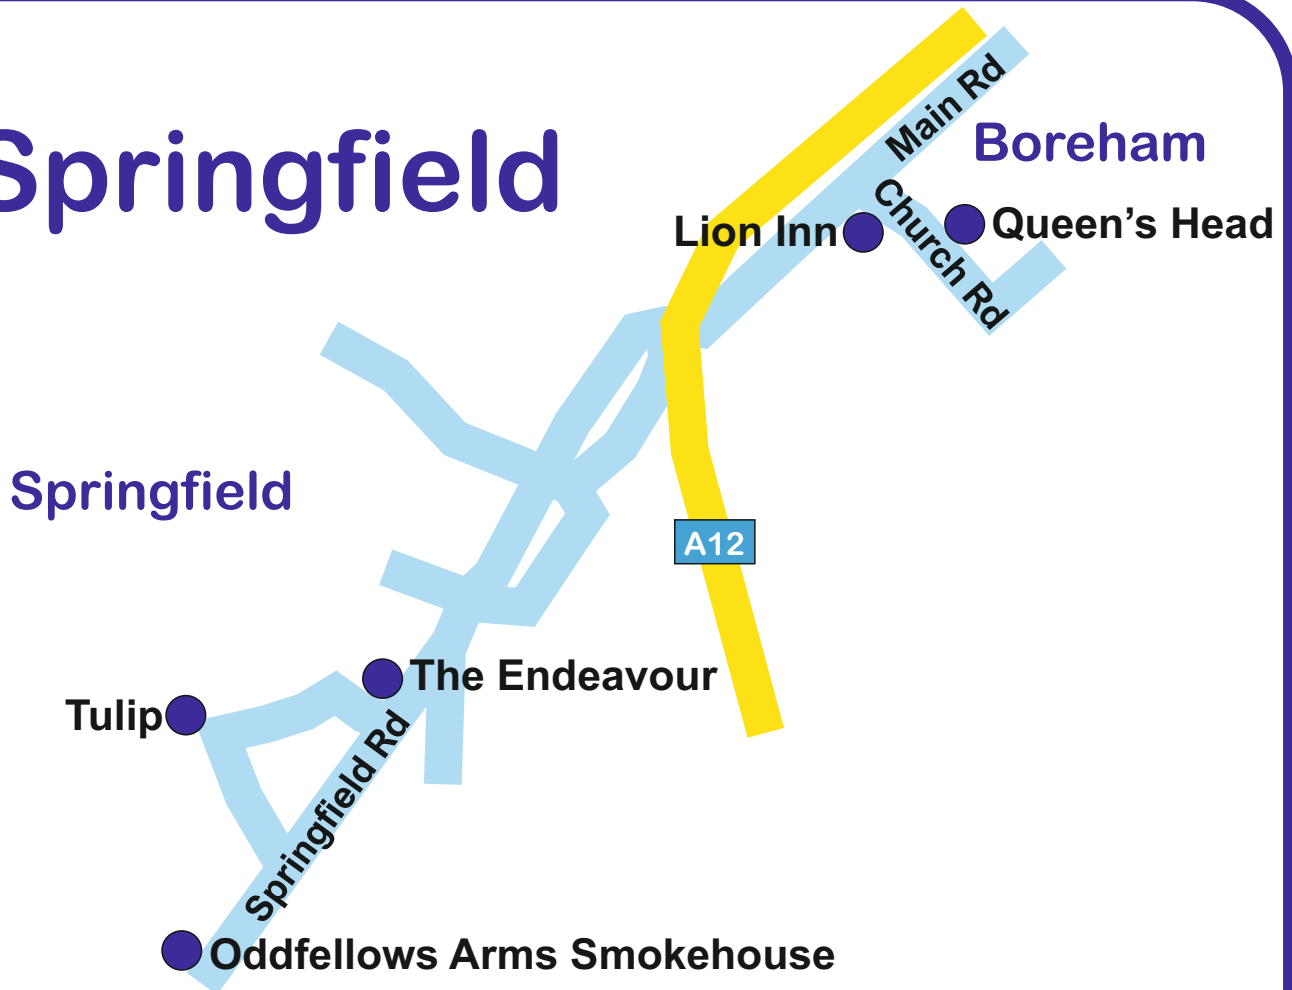 Springfield
Main Rd
Boreham
Church Rd
Lion Inn
Queen’s Head
Springfield
A12
The Endeavour
Tulip
Springfield Rd
Oddfellows Arms Smokehouse